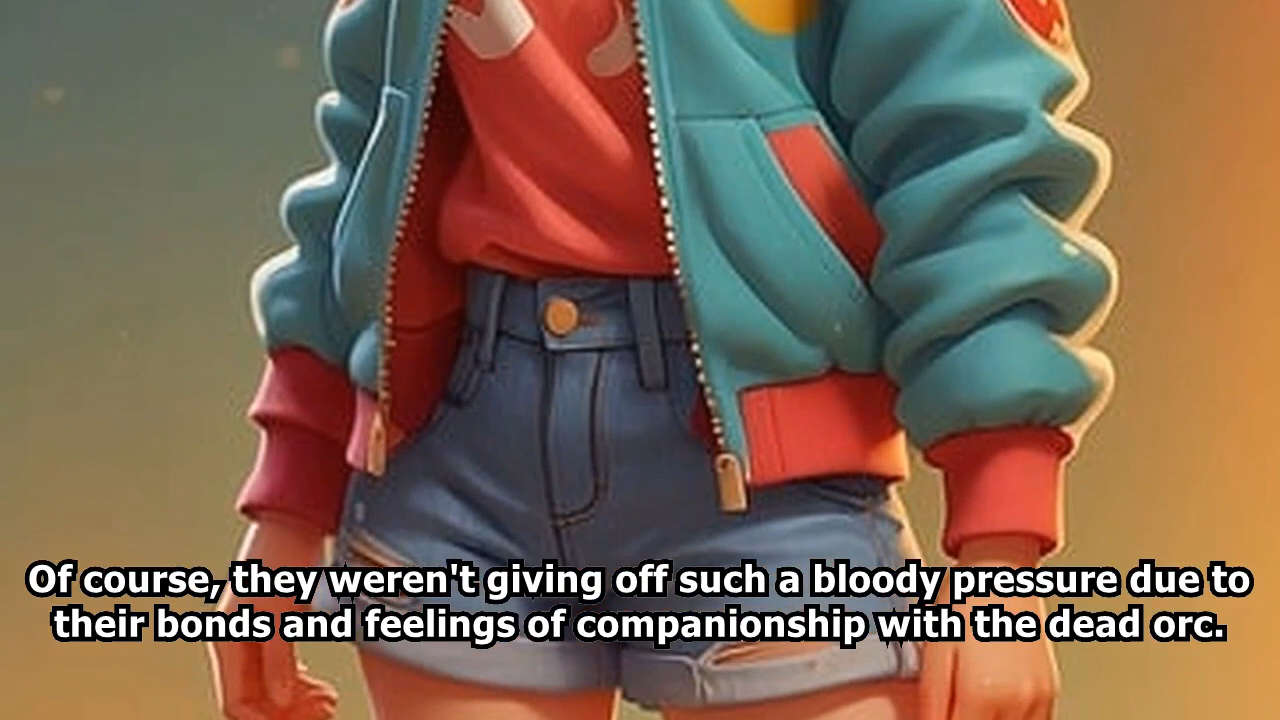 Of course, they weren't giving off such a bloody pressure due to
their bonds and feelings of companionship with the dead orc.